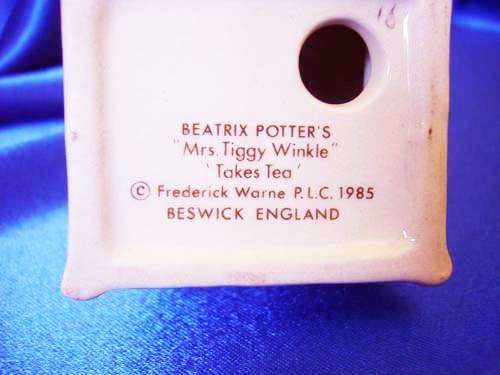 BEATRIX POTTER'S
"Mrs. Tiggy Winkle"
'Takes Tea'
© Frederick Warne P.L.C. 1985
BESWICK ENGLAND